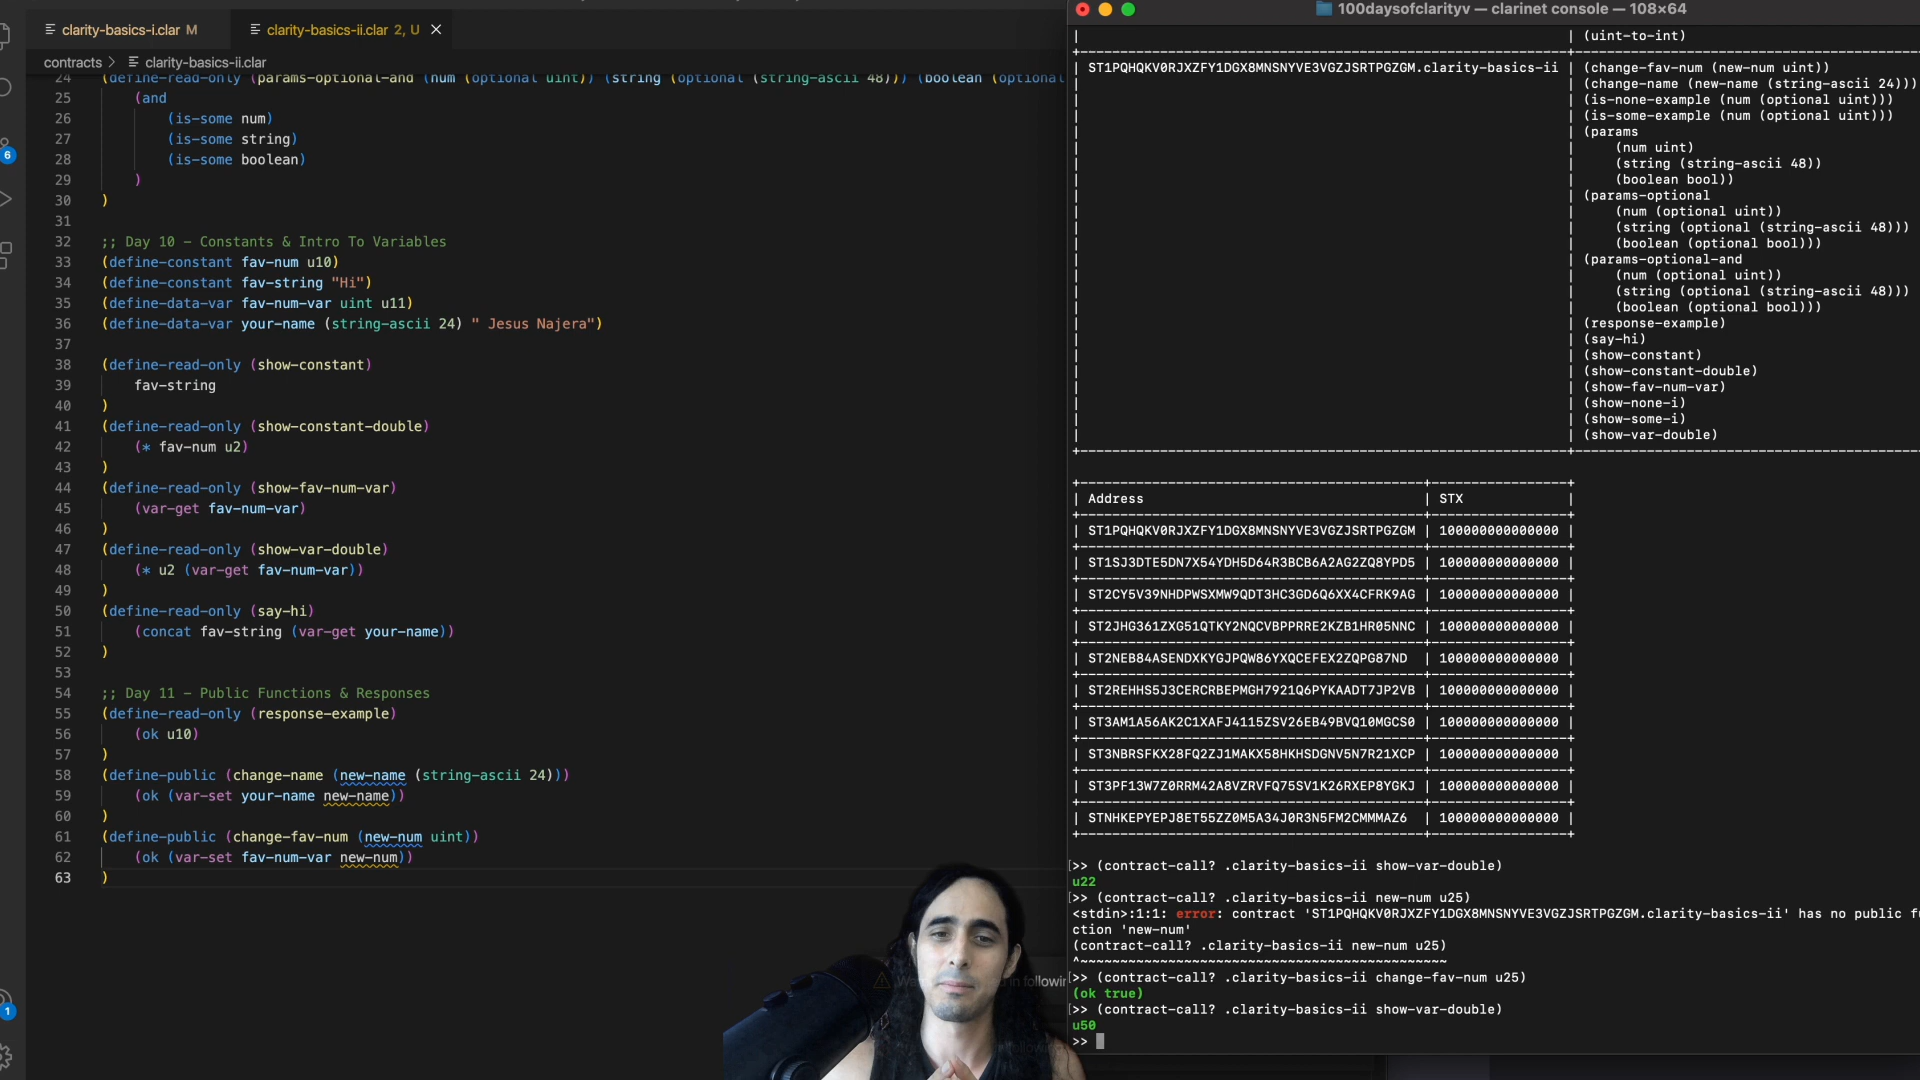 clarity-basics-i.clar M
clarity-basics-ii.clar 2, U
contracts > clarity-basics-ii.clar
24 (define-read-only (params-optional-and (num (optional uint)) (string (optional (string-ascii 48))) (boolean (optional
25 (and
26 (is-some num)
27 (is-some string)
28 (is-some boolean)
29 )
30 )
31
32 ;; Day 10 - Constants & Intro To Variables
33 (define-constant fav-num u10)
34 (define-constant fav-string "Hi")
35 (define-data-var fav-num-var uint u11)
36 (define-data-var your-name (string-ascii 24) " Jesus Najera")
37
38 (define-read-only (show-constant)
39 fav-string
40 )
41 (define-read-only (show-constant-double)
42 (* fav-num u2)
43 )
44 (define-read-only (show-fav-num-var)
45 (var-get fav-num-var)
46 )
47 (define-read-only (show-var-double)
48 (* u2 (var-get fav-num-var))
49 )
50 (define-read-only (say-hi)
51 (concat fav-string (var-get your-name))
52 )
53
54 ;; Day 11 - Public Functions & Responses
55 (define-read-only (response-example)
56 (ok u10)
57 )
58 (define-public (change-name (new-name (string-ascii 24)))
59 (ok (var-set your-name new-name))
60 )
61 (define-public (change-fav-num (new-num uint))
62 (ok (var-set fav-num-var new-num))
63 )
6
1
100daysofclarityv — clarinet console — 108×64
(uint-to-int)
ST1PQHQKV0RJXZFY1DGX8MNSNYVE3VGZJSRTPGZGM.clarity-basics-ii | (change-fav-num (new-num uint))
(change-name (new-name (string-ascii 24)))
(is-none-example (num (optional uint)))
(is-some-example (num (optional uint)))
(params
(num uint)
(string (string-ascii 48))
(boolean bool))
(params-optional
(num (optional uint))
(string (optional (string-ascii 48)))
(boolean (optional bool)))
(params-optional-and
(num (optional uint))
(string (optional (string-ascii 48)))
(boolean (optional bool)))
(response-example)
(say-hi)
(show-constant)
(show-constant-double)
(show-fav-num-var)
(show-none-i)
(show-some-i)
(show-var-double)
Address | STX
ST1PQHQKV0RJXZFY1DGX8MNSNYVE3VGZJSRTPGZGM | 100000000000000
ST1SJ3DTE5DN7X54YDH5D64R3BCB6A2AG2ZQ8YPD5 | 100000000000000
ST2CY5V39NHDPWSXMW9QDT3HC3GD6Q6XX4CFRK9AG | 100000000000000
ST2JHG361ZXG51QTKY2NQCVBPPRRE2KZB1HR05NNC | 100000000000000
ST2NEB84ASENDXKYGJPQW86YXQCEFEX2ZQPG87ND | 100000000000000
ST2REHHS5J3CERCRBEPMGH7921Q6PYKAADT7JP2VB | 100000000000000
ST3AM1A56AK2C1XAFJ4115ZSV26EB49BVQ10MGCS0 | 100000000000000
ST3NBRSFKX28FQ2ZJ1MAKX58HKHSDGNV5N7R21XCP | 100000000000000
ST3PF13W7Z0RRM42A8VZRVFQ75SV1K26RXEP8YGKJ | 100000000000000
STNHKEPYEPJ8ET55ZZ0M5A34J0R3N5FM2CMMMAZ6 | 100000000000000
>> (contract-call? .clarity-basics-ii show-var-double)
u22
>> (contract-call? .clarity-basics-ii new-num u25)
<stdin>:1:1: error: contract 'ST1PQHQKV0RJXZFY1DGX8MNSNYVE3VGZJSRTPGZGM.clarity-basics-ii' has no public fu
ction 'new-num'
(contract-call? .clarity-basics-ii new-num u25)
^~~~~~~~~~~~~~~~~~~~~~~~~~~~~~~~~~~~~~~~~~~~~~~
>> (contract-call? .clarity-basics-ii change-fav-num u25)
(ok true)
>> (contract-call? .clarity-basics-ii show-var-double)
u50
>>